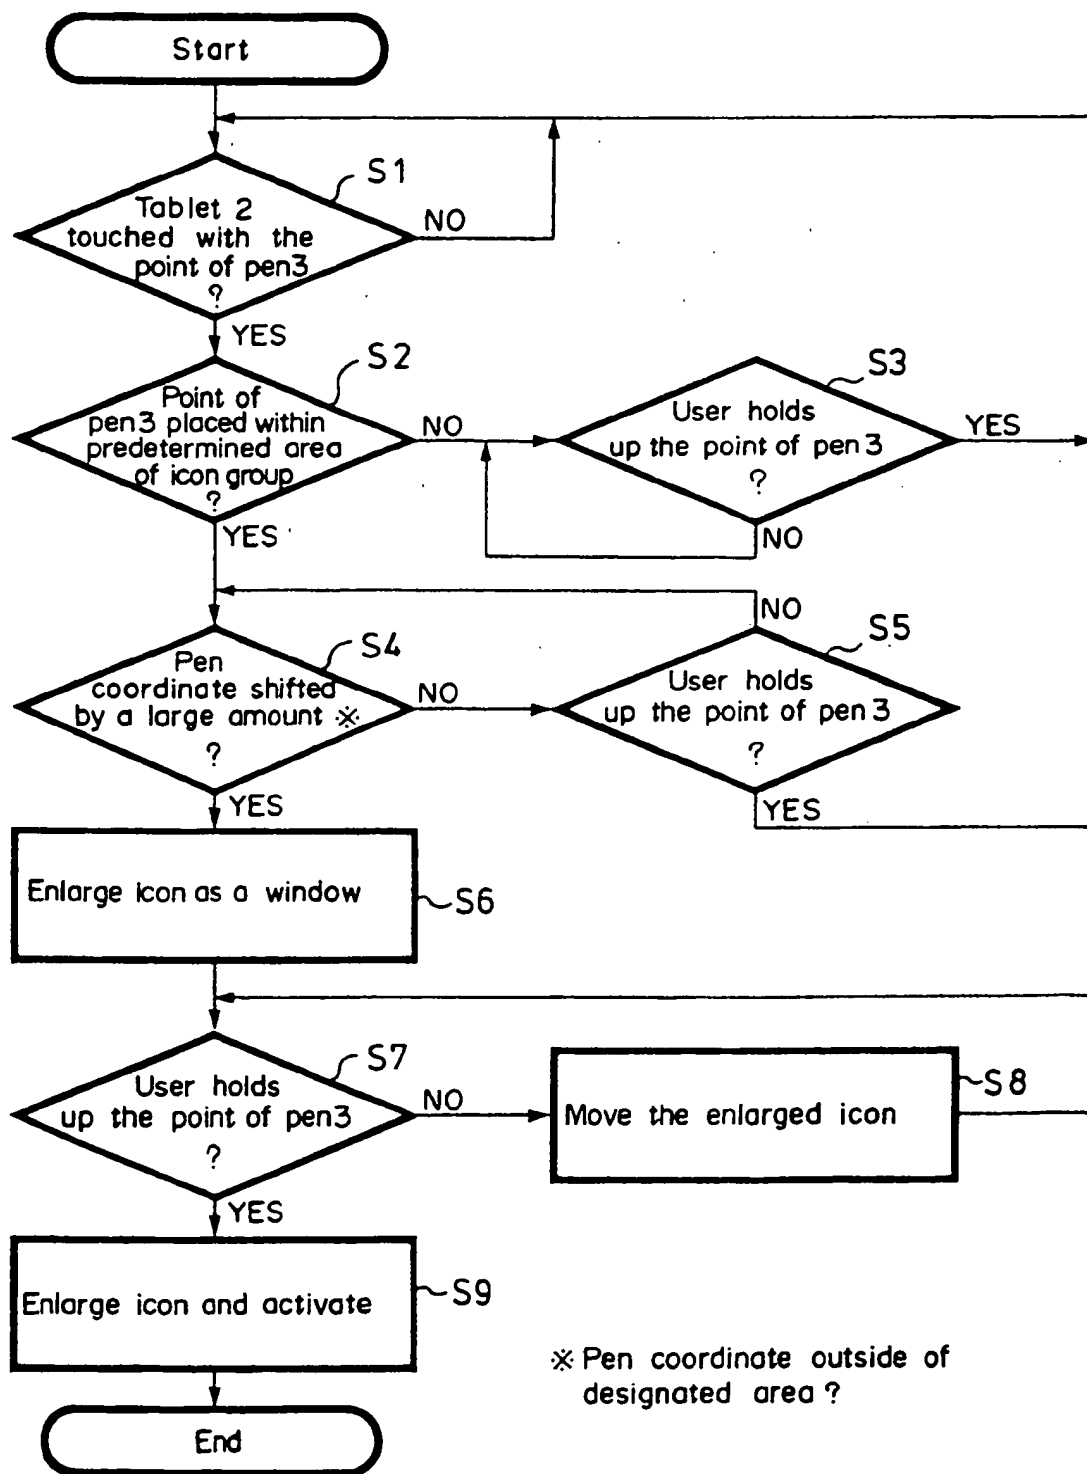 Start
S1
Tablet 2
touched with the
point of pen3
?
NO
YES
S2
Point of
pen3 placed within
predetermined area
of icon group
?
NO
YES
S3
User holds
up the point of pen 3
?
YES
NO
S4
Pen
coordinate shifted
by a large amount ※
?
NO
YES
NO
S5
User holds
up the point of pen 3
?
YES
Enlarge icon as a window
S6
S7
User holds
up the point of pen3
?
NO
YES
Move the enlarged icon
S8
Enlarge icon and activate
S9
※ Pen coordinate outside of
designated area ?
End